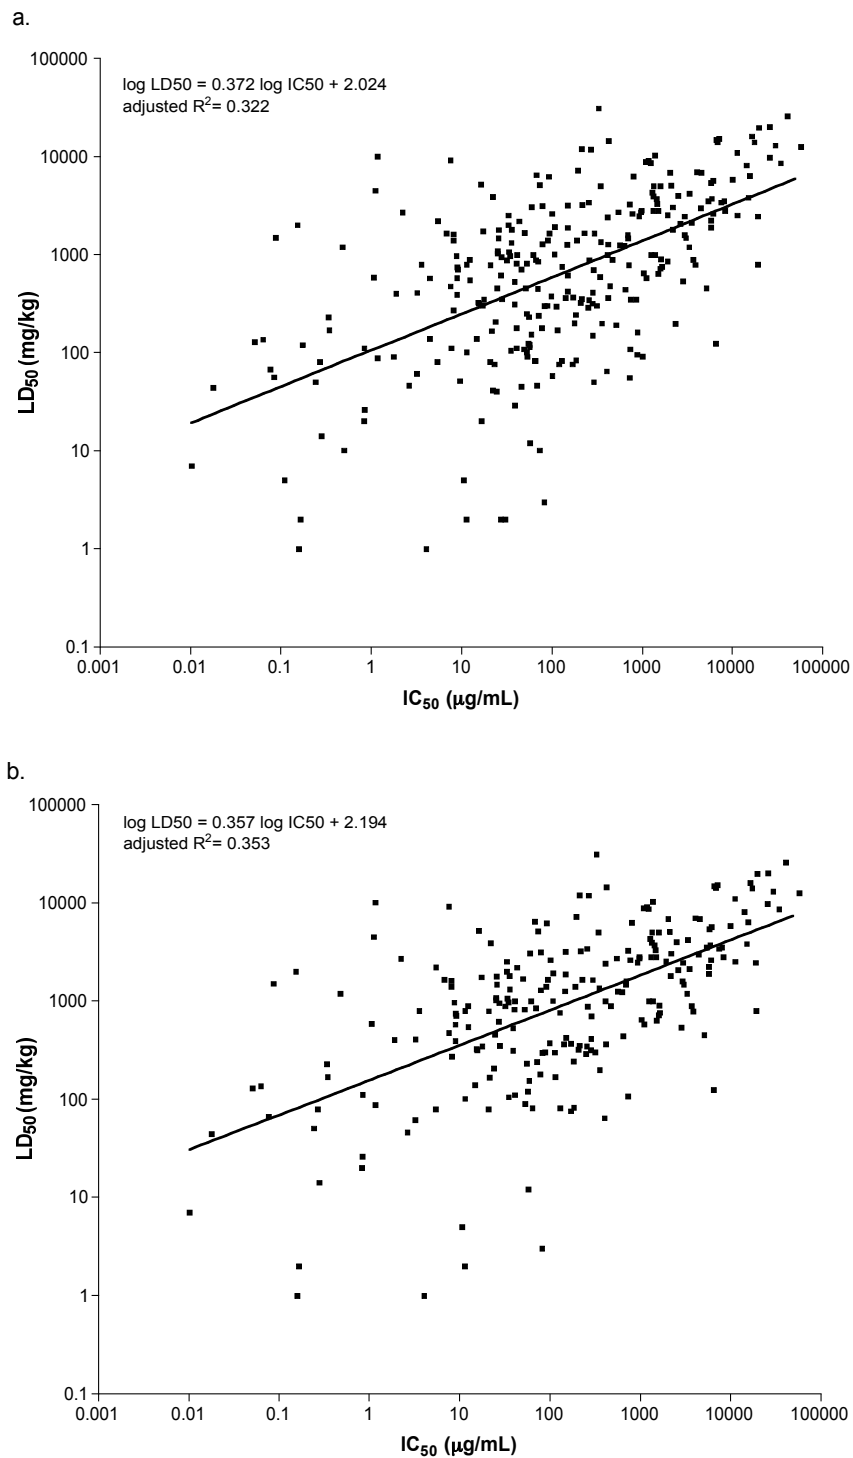 a.
100000
log LD50 = 0.372 log IC50 + 2.024
adjusted R2= 0.322
10000
1000
100
10
1
0.1
LD50 (mg/kg)
0.001 0.01 0.1 1 10 100 1000 10000 100000
IC50 (μg/mL)
b.
100000
log LD50 = 0.357 log IC50 + 2.194
adjusted R2= 0.353
10000
1000
100
10
1
0.1
LD50 (mg/kg)
0.001 0.01 0.1 1 10 100 1000 10000 100000
IC50 (μg/mL)